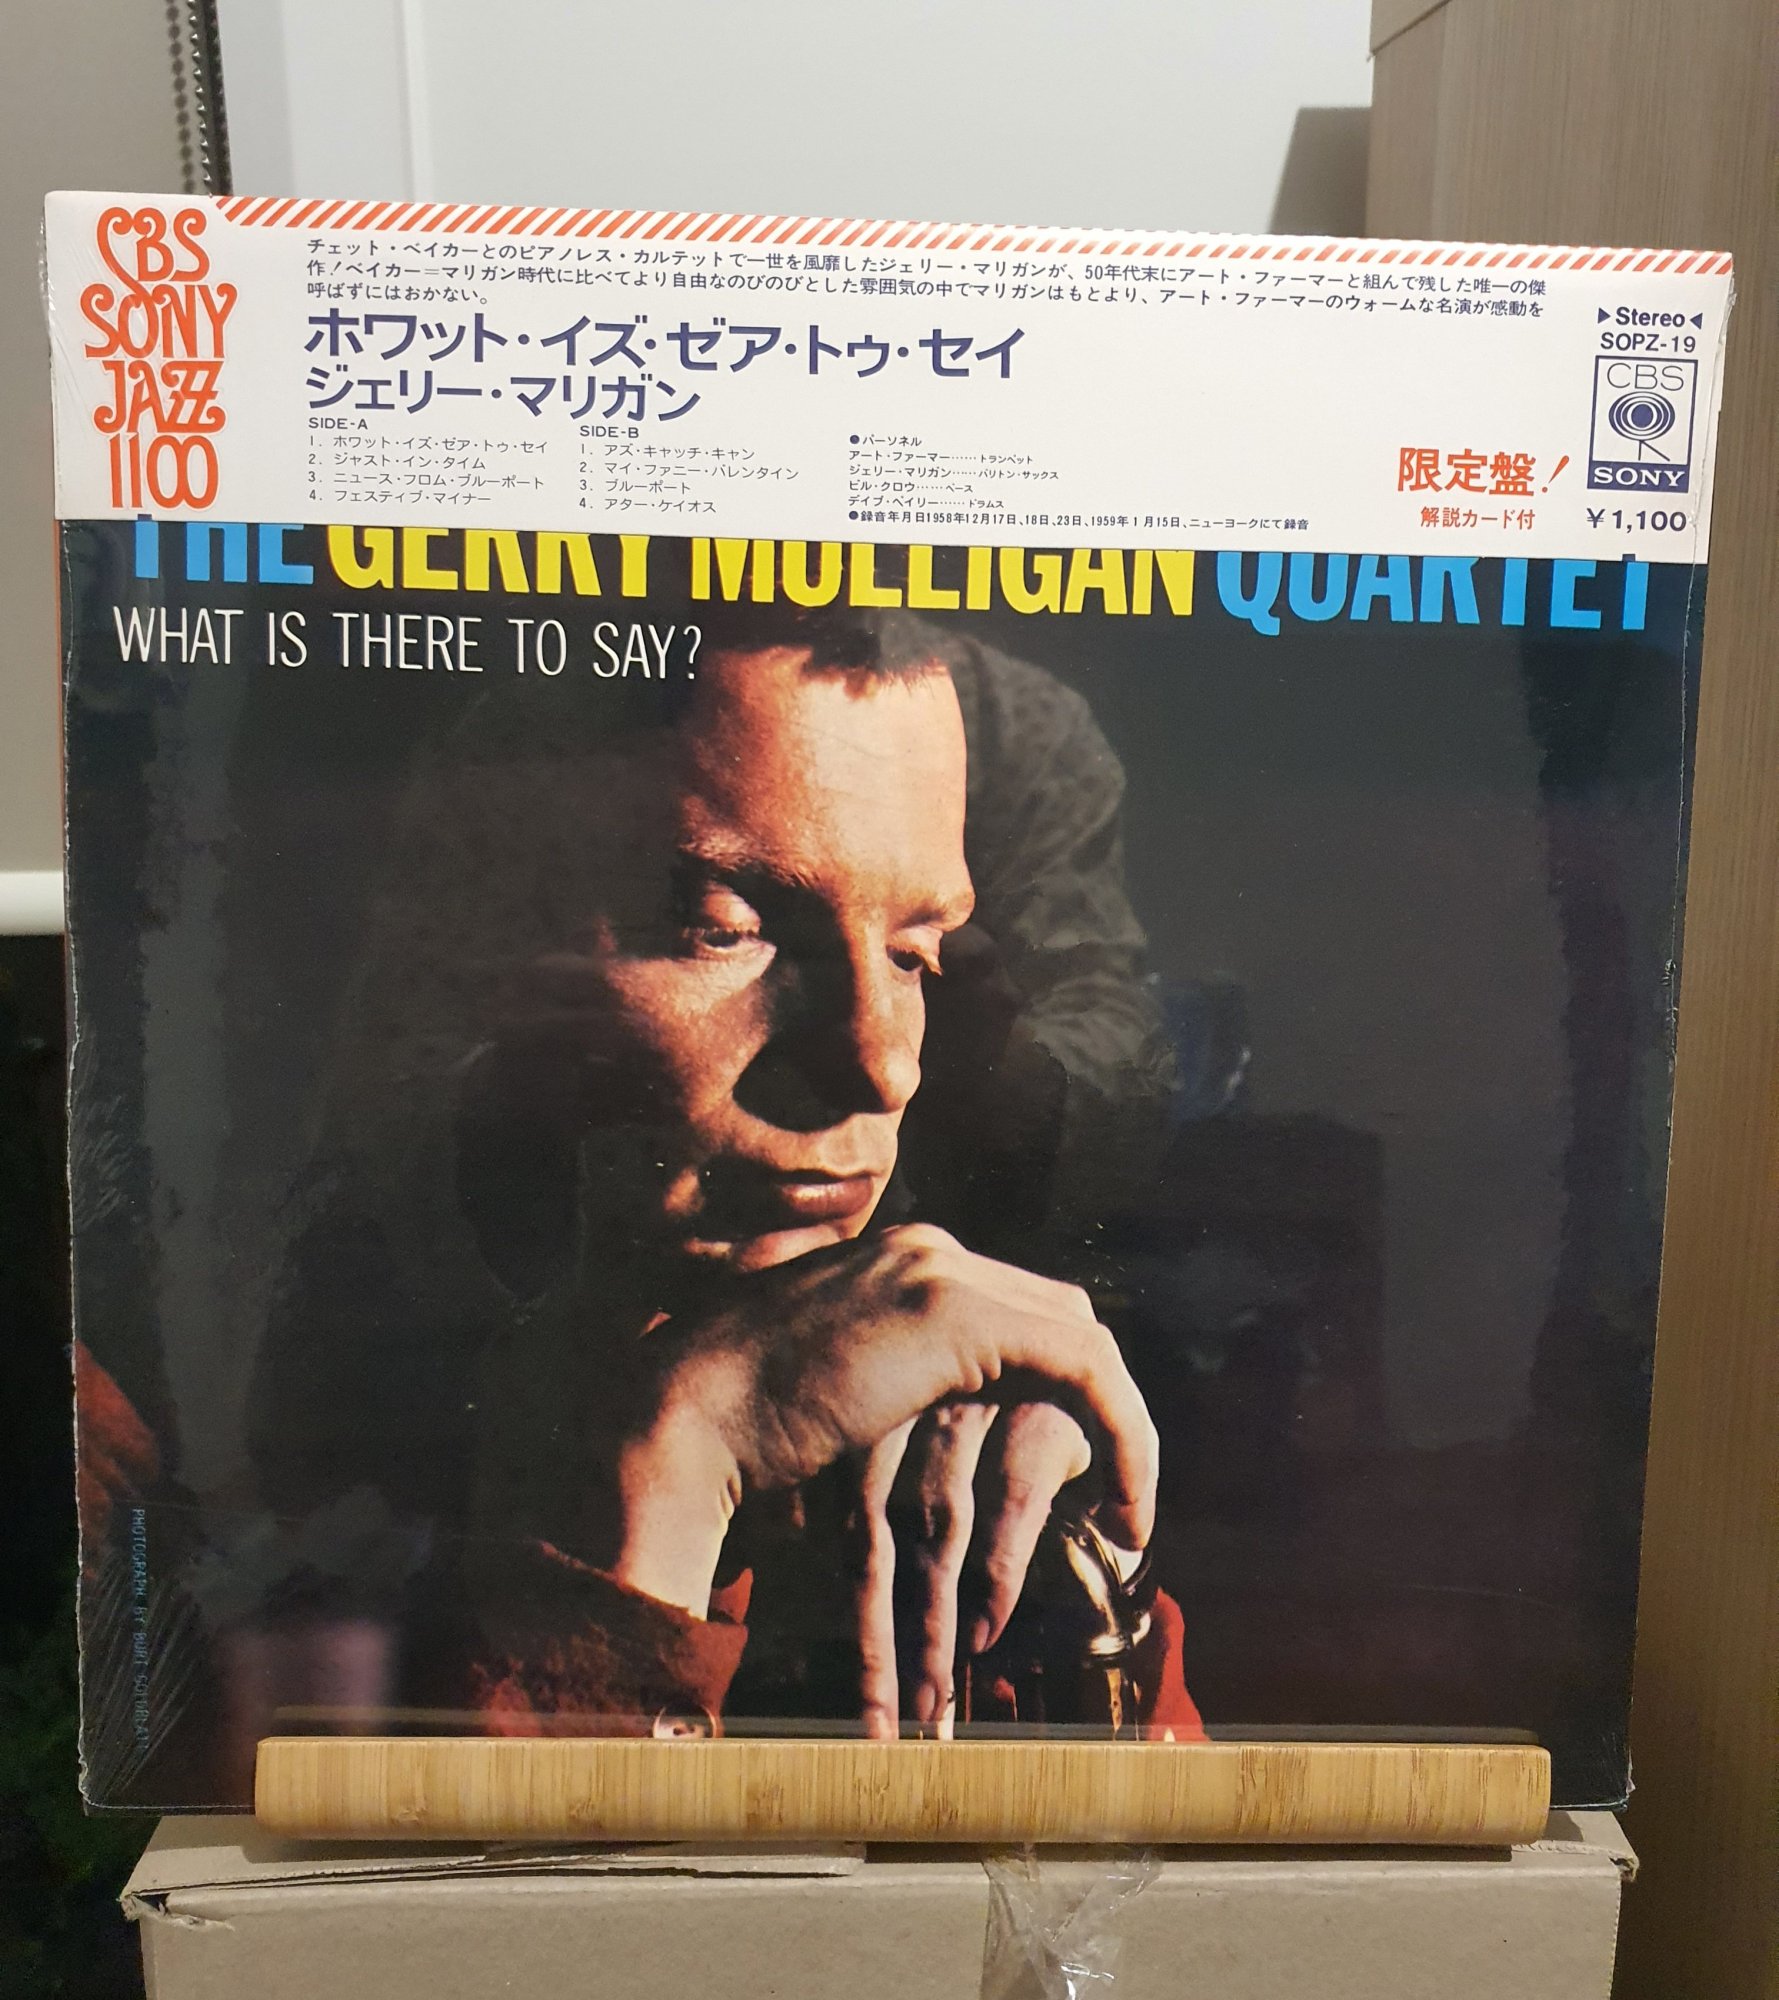 CBS
SONY
JAZZ
1100
チェット・ベイカーとのピアノレス・カルテットで一世を風靡したジェリー・マリガンが、50年代末にアート・ファーマーと組んで残した唯一の傑
作！ベイカー＝マリガン時代に比べてより自由なのびのびとした雰囲気の中でマリガンはもとより、アート・ファーマーのウォームな名演が感動を
呼ばずにはおかない。
ホワット・イズ・ゼア・トゥ・セイ
ジェリー・マリガン
SIDE-A
1. ホワット・イズ・ゼア・トゥ・セイ
2. ジャスト・イン・タイム
3. ニュース・フロム・ブルーポート
4. フェスティブ・マイナー
SIDE-B
1. アズ・キャッチ・キャン
2. マイ・ファニー・バレンタイン
3. ブルーポート
4. アター・ケイオス
●パーソネル
アート・ファーマー……トランペット
ジェリー・マリガン……バリトン・サックス
ビル・クロウ……ベース
デイブ・ベイリー……ドラムス
●録音年月日1958年12月17日、18日、23日、1959年1月15日、ニューヨークにて録音
限定盤！
解説カード付
▶Stereo◀
SOPZ-19
CBS
SONY
¥1,100
THE GERRY MULLIGAN QUARTET
WHAT IS THERE TO SAY?
PHOTOGRAPH BY BURT